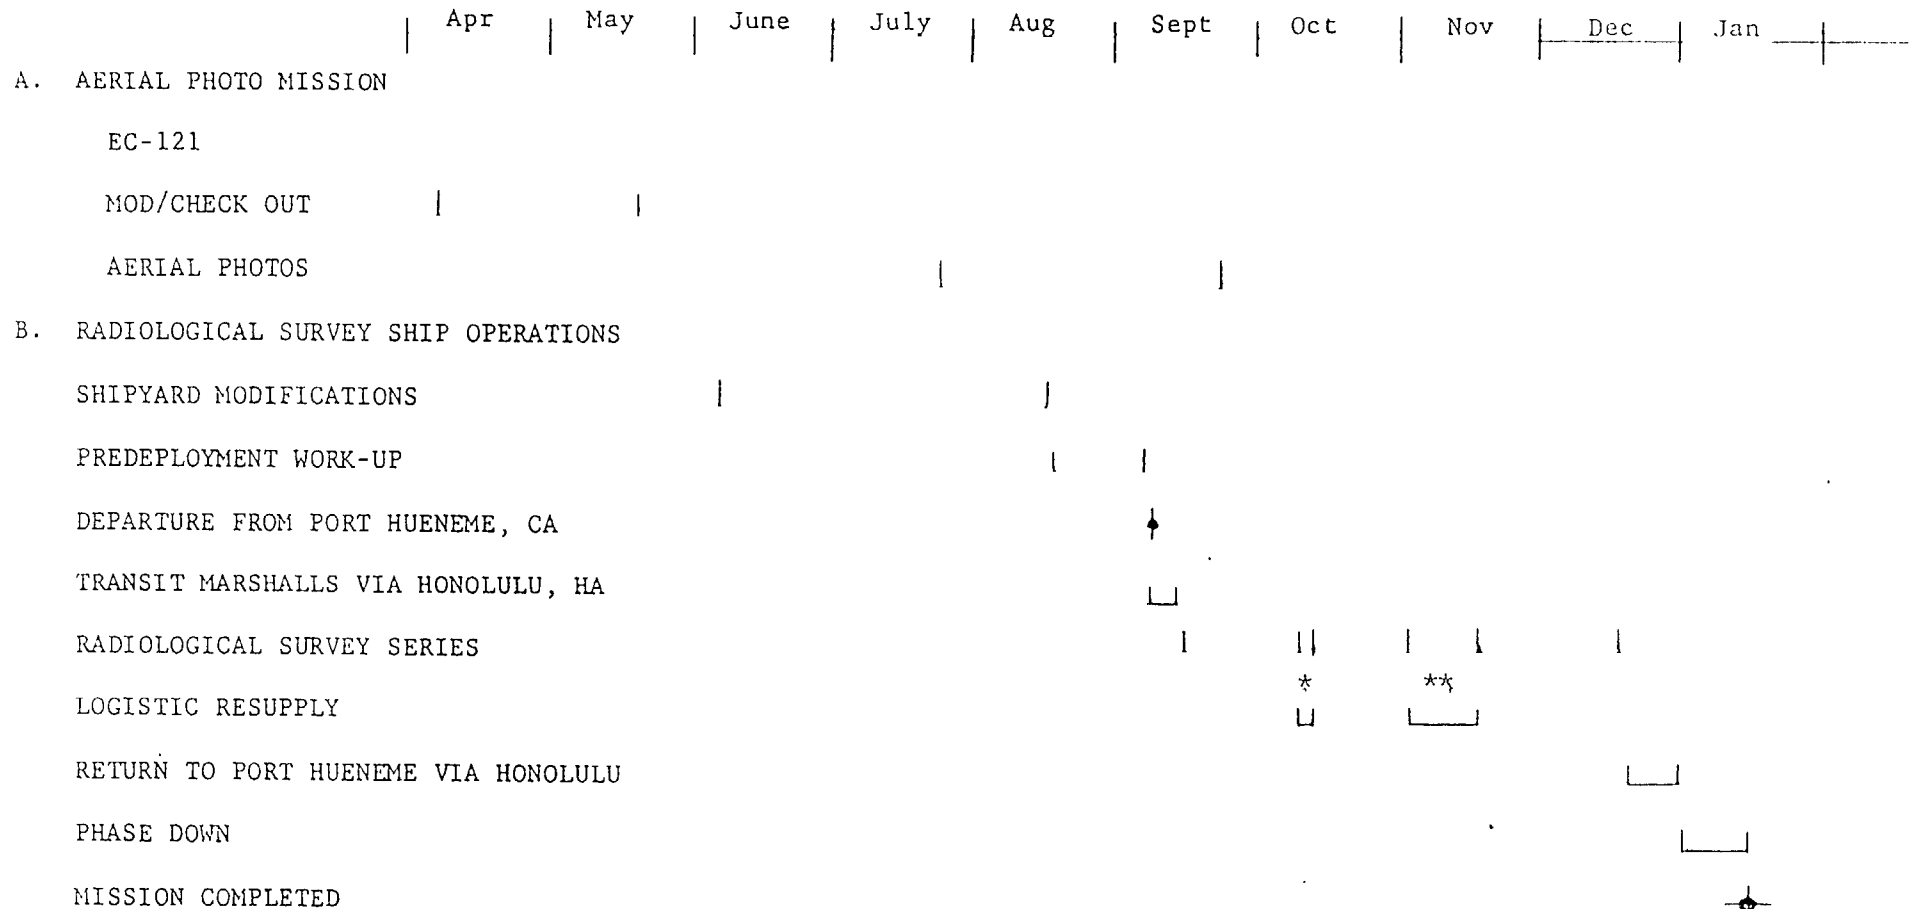 Apr May June July Aug Sept Oct Nov Dec Jan
A. AERIAL PHOTO MISSION
EC-121
MOD/CHECK OUT
AERIAL PHOTOS
B. RADIOLOGICAL SURVEY SHIP OPERATIONS
SHIPYARD MODIFICATIONS
PREDEPLOYMENT WORK-UP
DEPARTURE FROM PORT HUENEME, CA
TRANSIT MARSHALLS VIA HONOLULU, HA
RADIOLOGICAL SURVEY SERIES
* **
LOGISTIC RESUPPLY
RETURN TO PORT HUENEME VIA HONOLULU
PHASE DOWN
MISSION COMPLETED